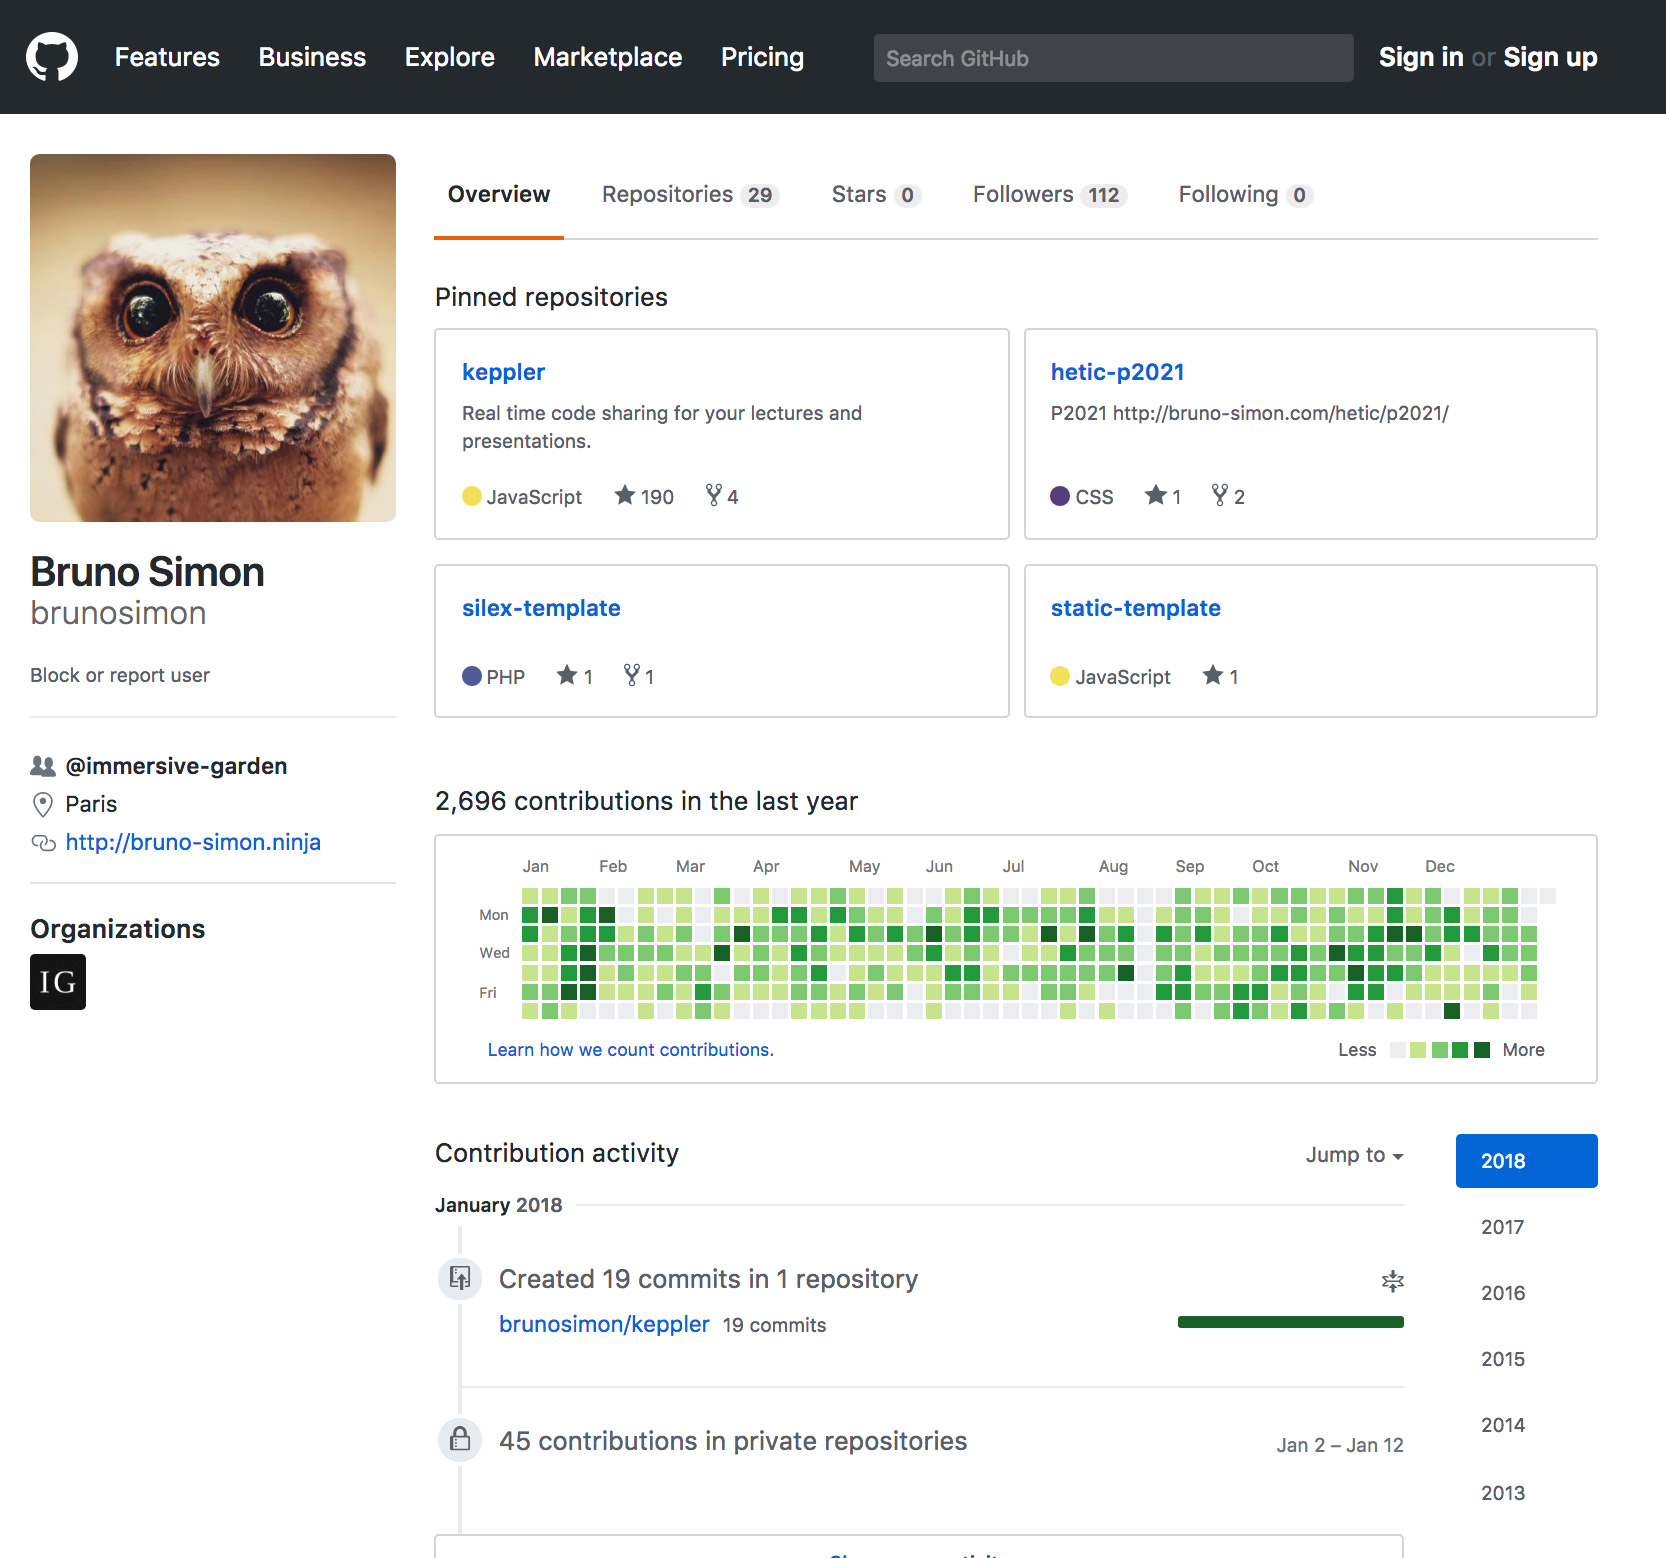 Features Business Explore Marketplace Pricing Search GitHub Sign in or Sign up
Overview Repositories 29 Stars 0 Followers 112 Following 0
Bruno Simon
brunosimon
Block or report user
@immersive-garden
Paris
http://bruno-simon.ninja
Organizations
IG
Pinned repositories
keppler
Real time code sharing for your lectures and
presentations.
JavaScript 190 4
hetic-p2021
P2021 http://bruno-simon.com/hetic/p2021/
CSS 1 2
silex-template
PHP 1 1
static-template
JavaScript 1
2,696 contributions in the last year
Jan Feb Mar Apr May Jun Jul Aug Sep Oct Nov Dec
Mon
Wed
Fri
Learn how we count contributions. Less More
Contribution activity Jump to
January 2018
Created 19 commits in 1 repository
brunosimon/keppler 19 commits
45 contributions in private repositories Jan 2 – Jan 12
2018
2017
2016
2015
2014
2013